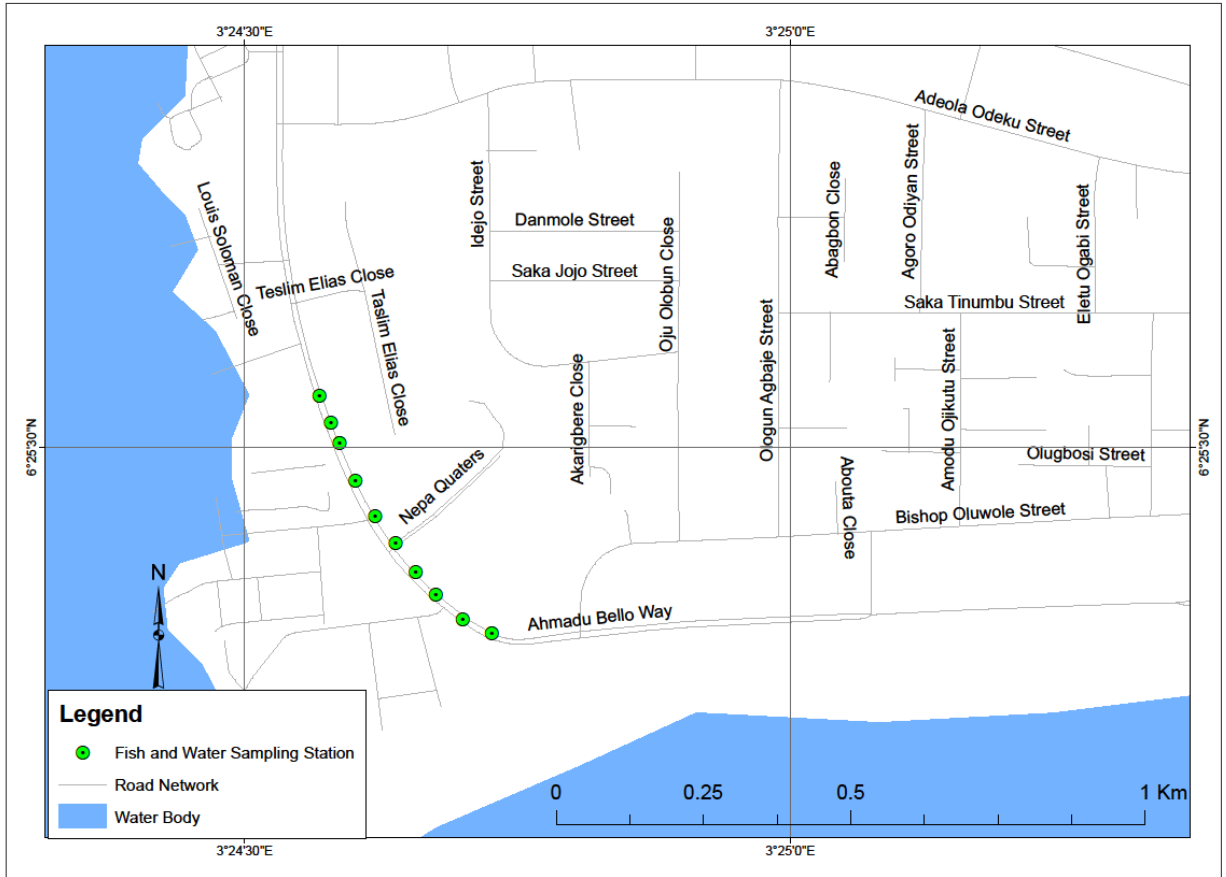 3°24'30"E
3°25'0"E
Adeola Odeku Street
Louis Soloman Close
Idejo Street
Danmole Street
Saka Jojo Street
Oju Olobun Close
Abagbon Close
Agoro Odiyan Street
Eletu Ogabi Street
Teslim Elias Close
Taslim Elias Close
Saka Tinumbu Street
Ologun Agbaje Street
Akarigbere Close
Amodu Ojikutu Street
6°25'30"N
6°25'30"N
Nepa Quaters
Abouta Close
Olugbosi Street
Bishop Oluwole Street
Ahmadu Bello Way
N
Legend
Fish and Water Sampling Station
Road Network
Water Body
0 0.25 0.5 1 Km
3°24'30"E
3°25'0"E